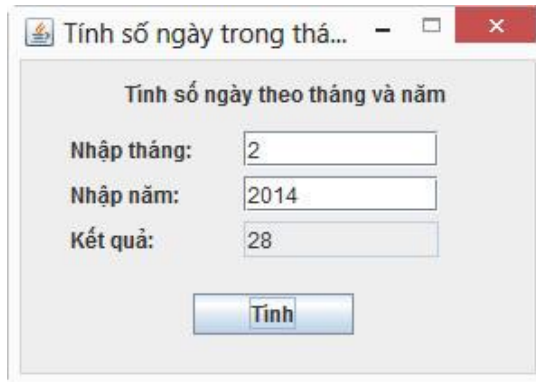 Tính số ngày trong thá...
Tính số ngày theo tháng và năm
Nhập tháng: 2
Nhập năm: 2014
Kết quả: 28
Tính